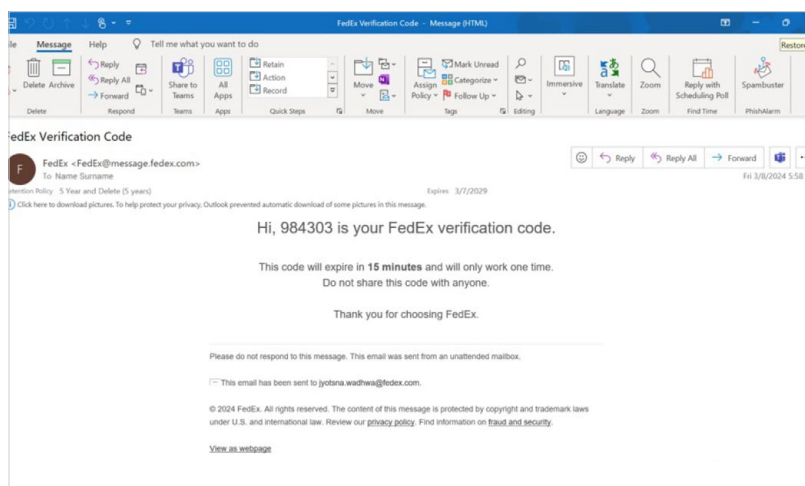 FedEx Verification Code - Message (HTML)
Message Help Tell me what you want to do
Restore
Delete Archive
Reply
Reply All
Forward
Share to Teams
All Apps
Retain
Action
Record
Move
Assign Policy
Mark Unread
Categorize
Follow Up
Immersive
Translate
Zoom
Reply with Scheduling Poll
Spambuster
Delete Respond Teams Apps Quick Steps Move Tags Editing Language Zoom Find Time PhishAlarm
FedEx Verification Code
F
FedEx <FedEx@message.fedex.com>
To Name Surname
Reply Reply All Forward
Fri 3/8/2024 5:58
5 Year and Delete (5 years) Expires 3/7/2029
Click here to download pictures. To help protect your privacy, Outlook prevented automatic download of some pictures in this message.
Hi, 984303 is your FedEx verification code.
This code will expire in 15 minutes and will only work one time.
Do not share this code with anyone.
Thank you for choosing FedEx.
Please do not respond to this message. This email was sent from an unattended mailbox.
This email has been sent to jyotsna.wadhwa@fedex.com.
© 2024 FedEx. All rights reserved. The content of this message is protected by copyright and trademark laws
under U.S. and international law. Review our privacy policy. Find information on fraud and security.
View as webpage